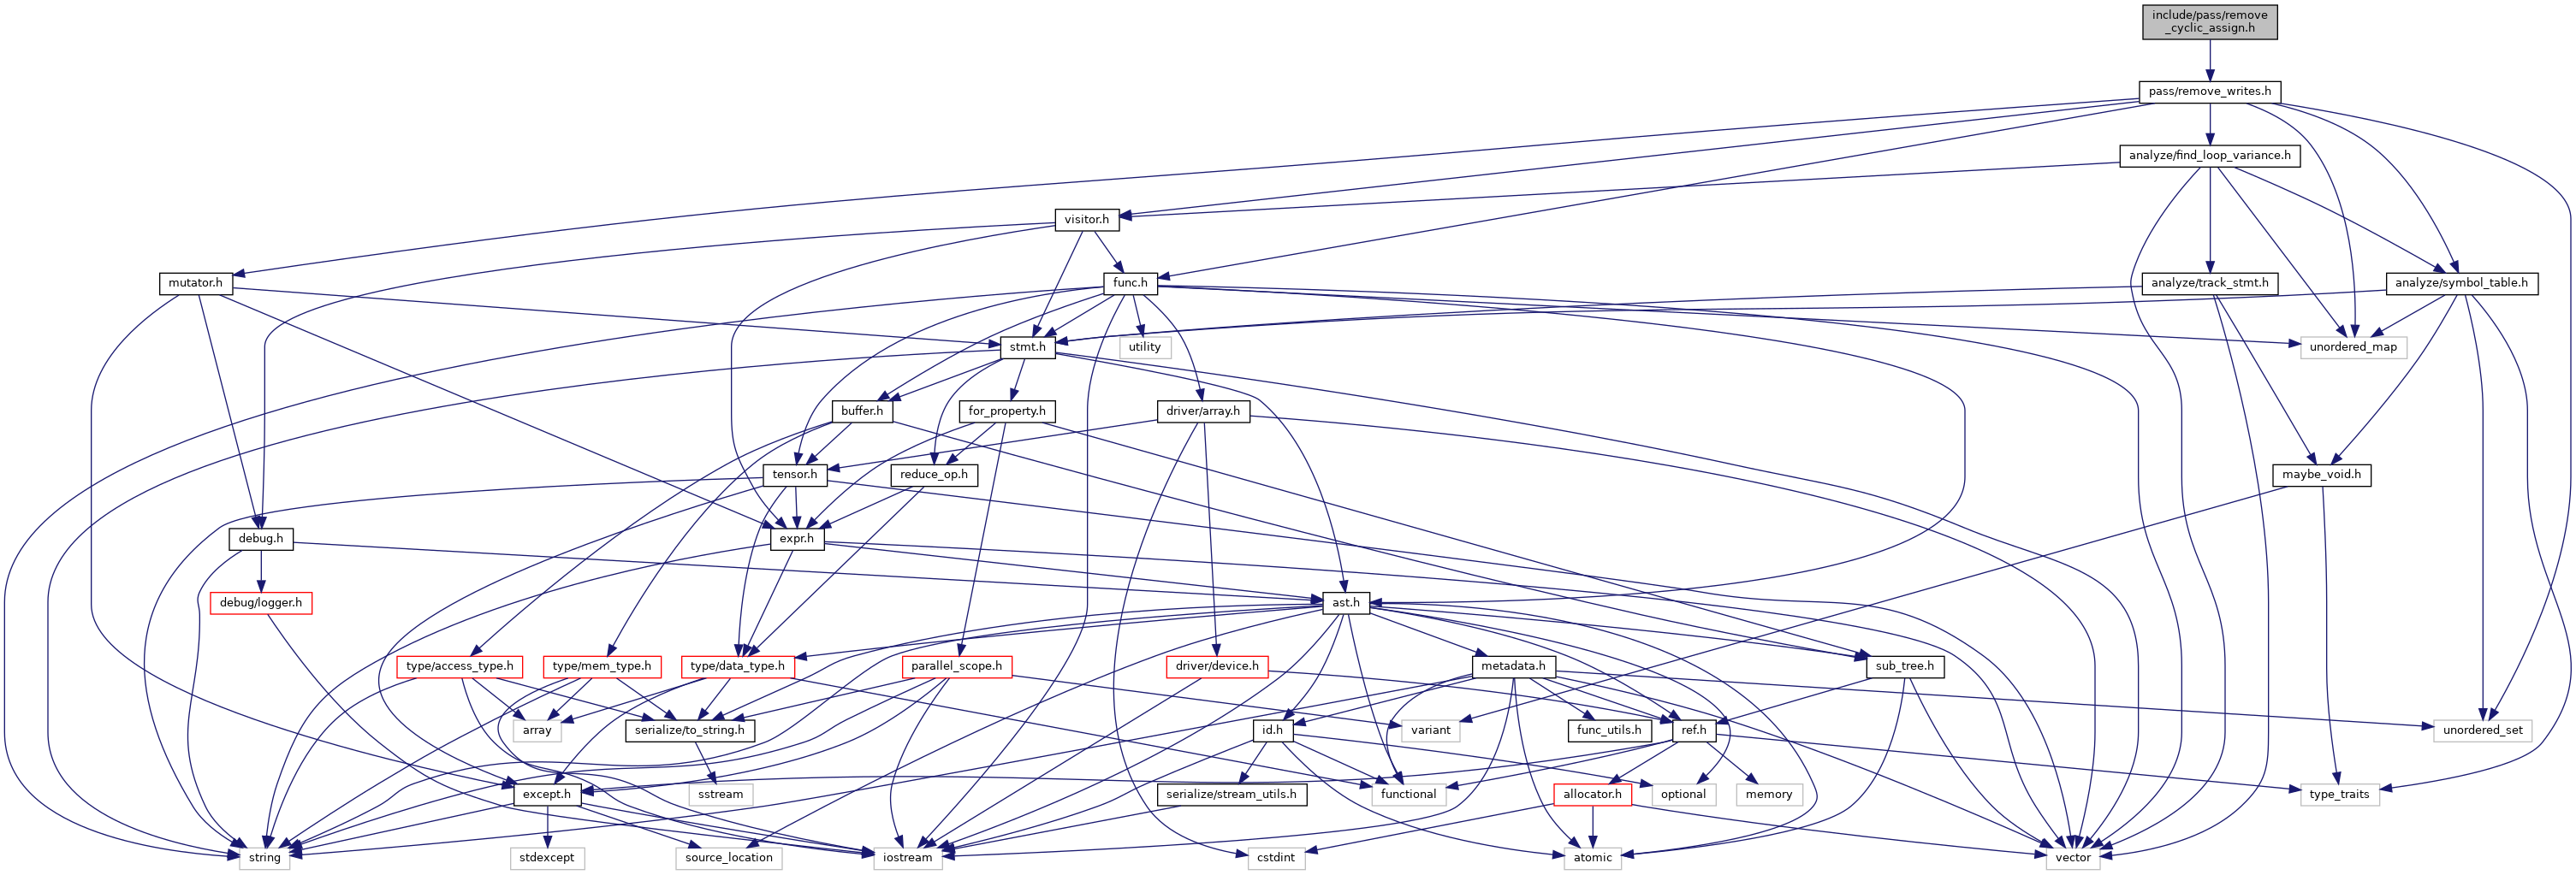 include/pass/remove
_cyclic_assign.h
pass/remove_writes.h
analyze/find_loop_variance.h
visitor.h
mutator.h
func.h
analyze/track_stmt.h
analyze/symbol_table.h
stmt.h
utility
unordered_map
buffer.h
for_property.h
driver/array.h
tensor.h
reduce_op.h
maybe_void.h
debug.h
expr.h
debug/logger.h
ast.h
type/access_type.h
type/mem_type.h
type/data_type.h
parallel_scope.h
driver/device.h
metadata.h
sub_tree.h
array
serialize/to_string.h
variant
id.h
func_utils.h
ref.h
unordered_set
except.h
sstream
functional
serialize/stream_utils.h
allocator.h
optional
memory
type_traits
string
stdexcept
source_location
iostream
cstdint
atomic
vector